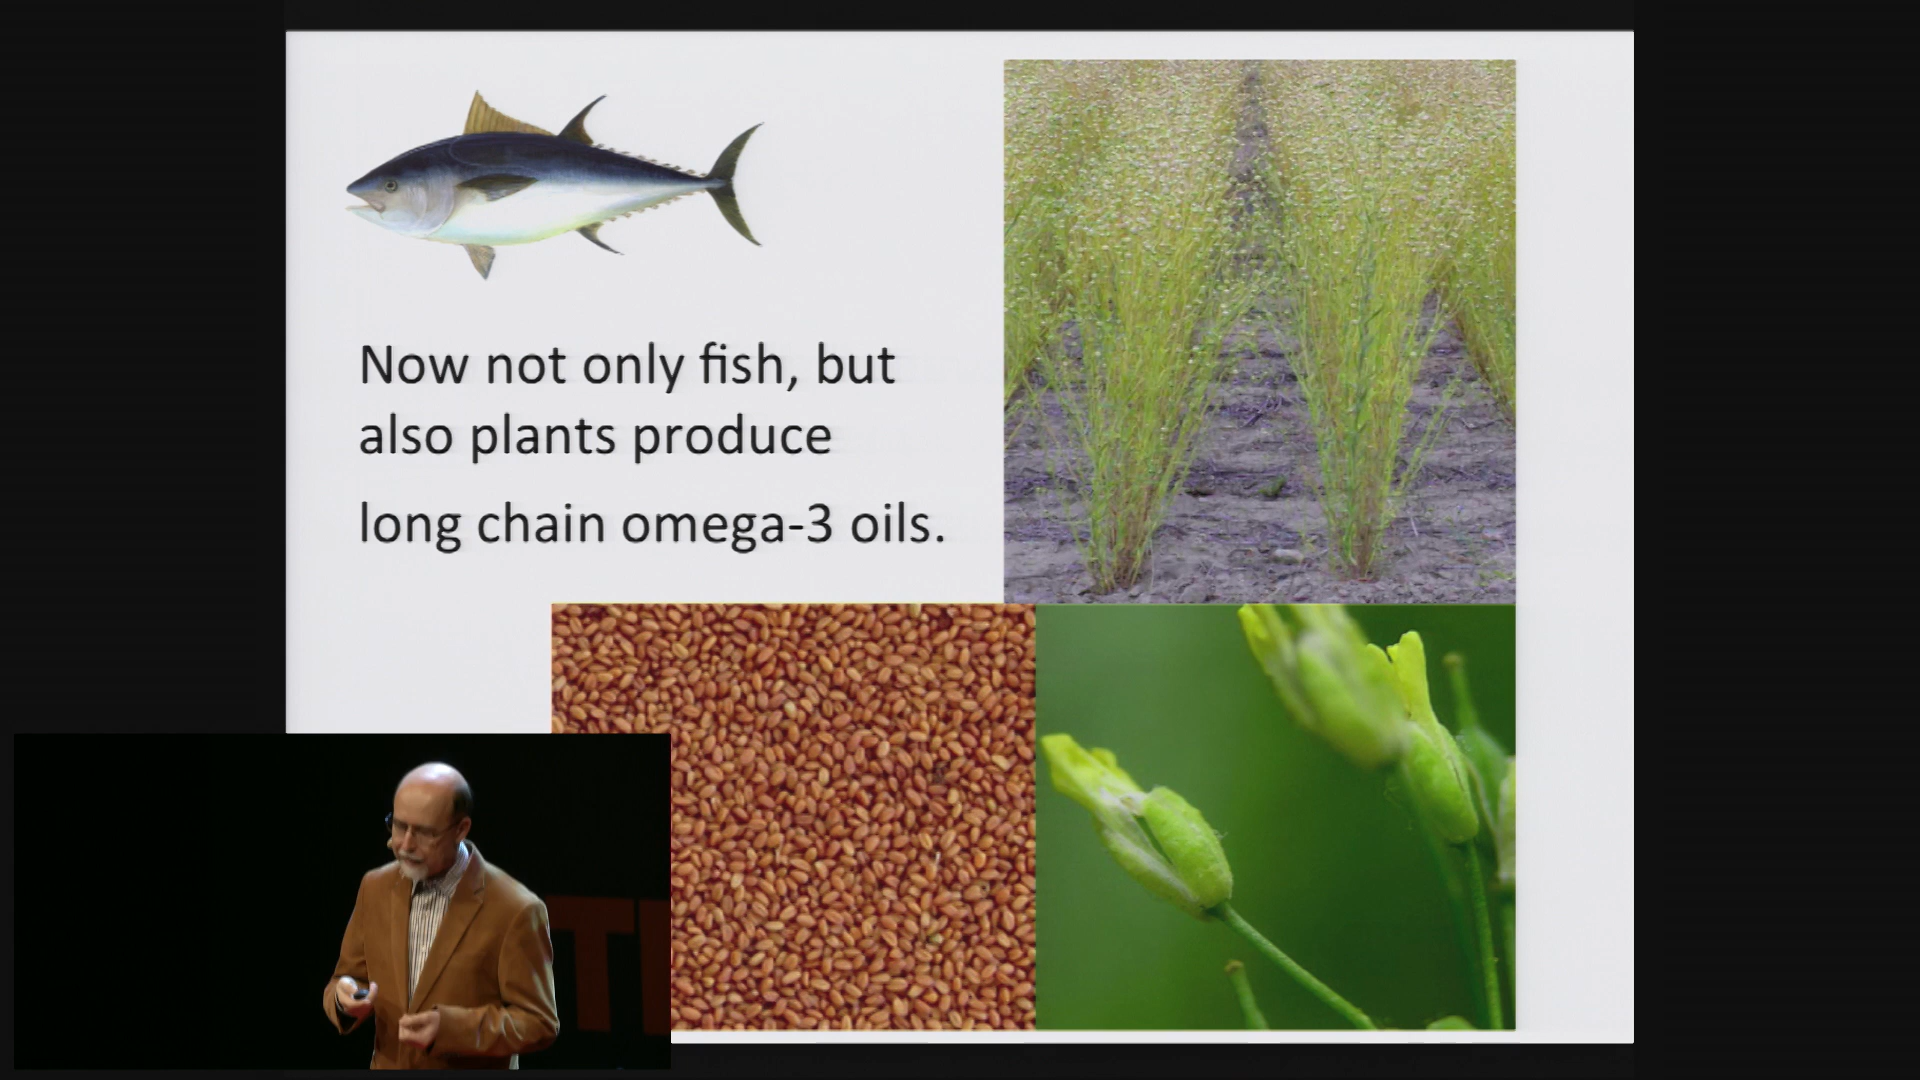 Now not only fish, but
also plants produce
long chain omega-3 oils.